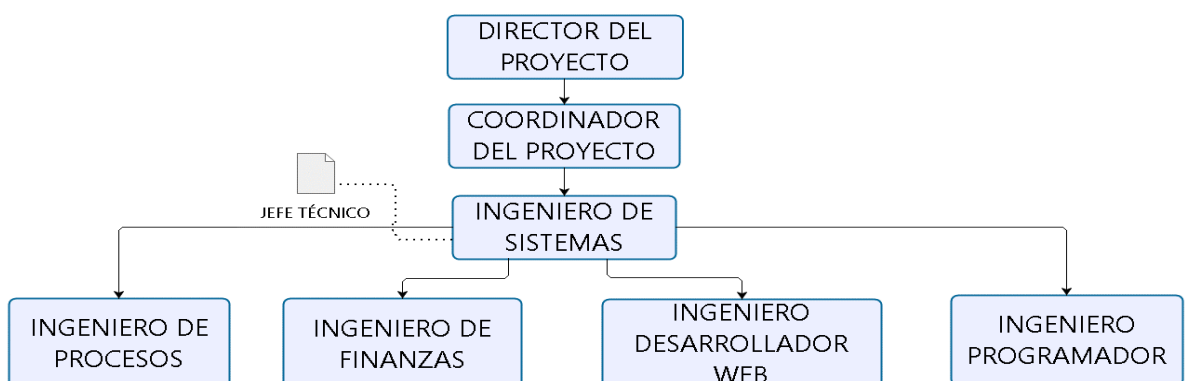 DIRECTOR DEL
PROYECTO
COORDINADOR
DEL PROYECTO
JEFE TÉCNICO
INGENIERO DE
SISTEMAS
INGENIERO DE
PROCESOS
INGENIERO DE
FINANZAS
INGENIERO
DESARROLLADOR
WEB
INGENIERO
PROGRAMADOR